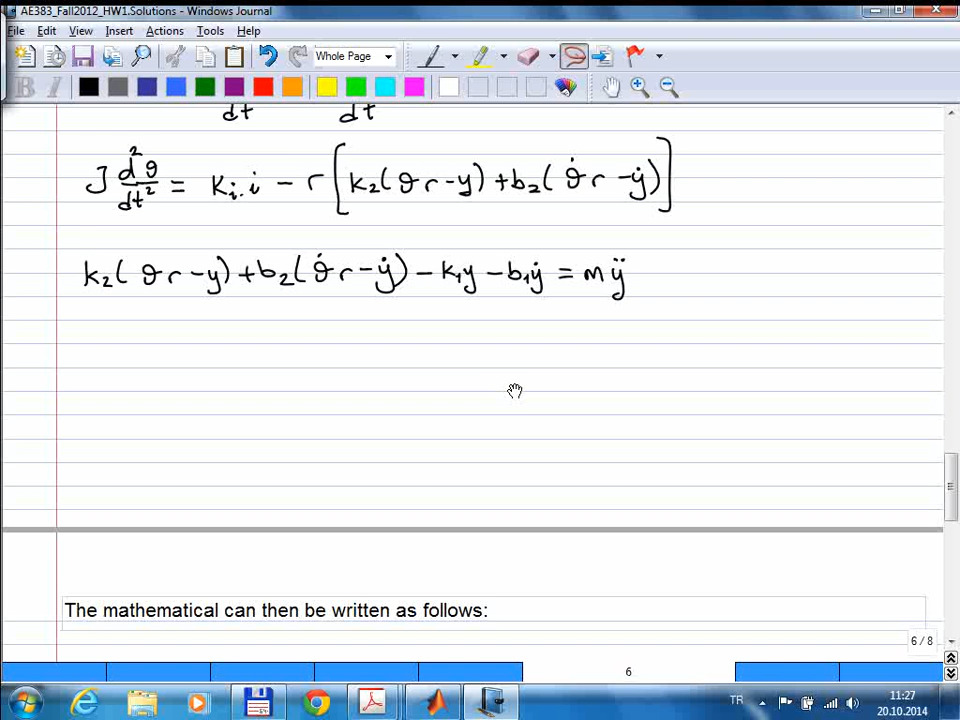 AE383_Fall2012_HW1.Solutions - Windows Journal
File Edit View Insert Actions Tools Help
Whole Page
B
dt dt
J d²θ/dt² = Ki.i − r[k₂(θr−y)+b₂(θ̇r−ẏ)]
k₂(θr−y)+b₂(θ̇r−ẏ)−k₁y−b₁ẏ = mÿ
The mathematical can then be written as follows:
6 / 8
6
TR
11:27
20.10.2014